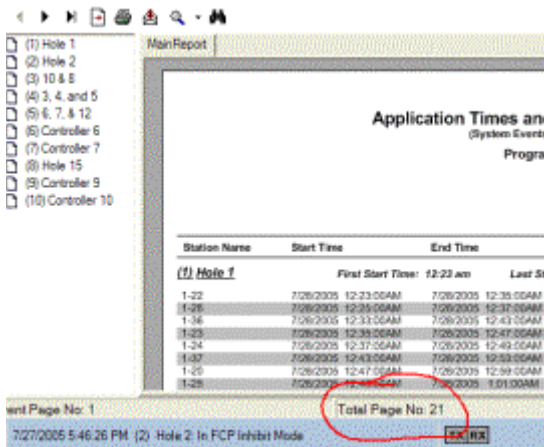 (1) Hole 1
(2) Hole 2
(3) 10 & 8
(4) 3, 4, and 5
(5) 6, 7, & 12
(6) Controller 6
(7) Controller 7
(8) Hole 15
(9) Controller 9
(10) Controller 10
Main Report
Application Times an
(System Event
Progra
Station Name Start Time End Time
(1) Hole 1 First Start Time: 12:23 am Last S
1-22 7/28/2005 12:23:00AM 7/28/2005 12:35:00AM
1-26 7/28/2005 12:25:00AM 7/28/2005 12:37:00AM
1-36 7/28/2005 12:33:00AM 7/28/2005 12:43:00AM
1-23 7/28/2005 12:35:00AM 7/28/2005 12:47:00AM
1-24 7/28/2005 12:37:00AM 7/28/2005 12:49:00AM
1-37 7/28/2005 12:43:00AM 7/28/2005 12:53:00AM
1-20 7/28/2005 12:47:00AM 7/28/2005 12:59:00AM
1-28 7/28/2005 1:01:00AM
ent Page No: 1 Total Page No: 21
7/27/2005 5:46:26 PM (2) Hole 2: In FCP Inhibit Mode TX RX